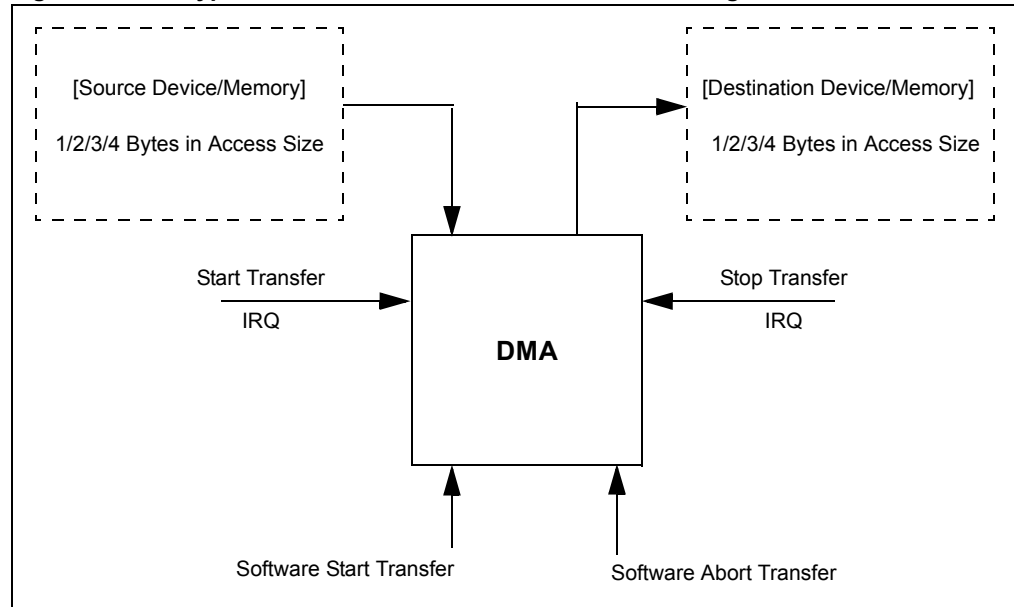 [Source Device/Memory]
1/2/3/4 Bytes in Access Size
[Destination Device/Memory]
1/2/3/4 Bytes in Access Size
Start Transfer
IRQ
Stop Transfer
IRQ
DMA
Software Start Transfer
Software Abort Transfer